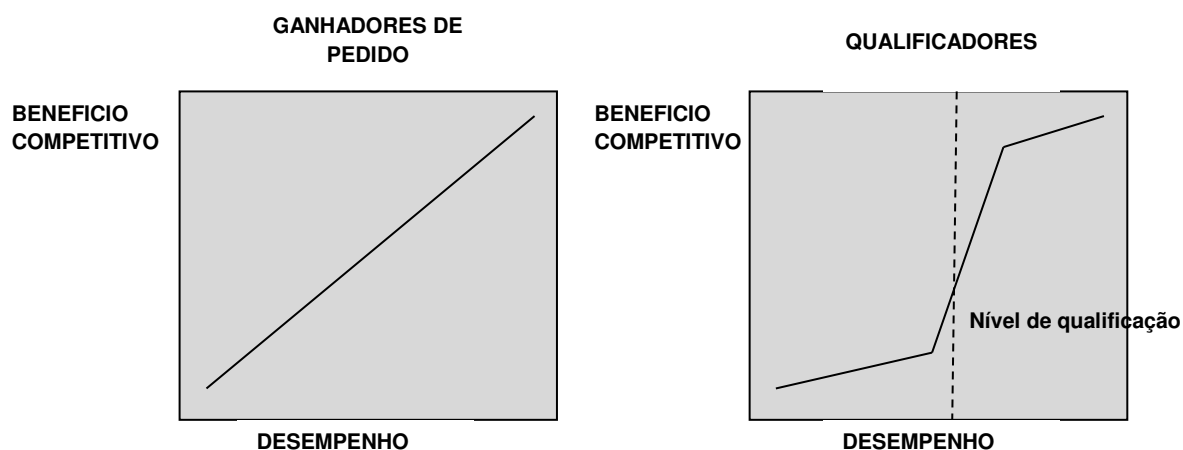 GANHADORES DE
PEDIDO
BENEFICIO
COMPETITIVO
DESEMPENHO
QUALIFICADORES
BENEFICIO
COMPETITIVO
Nível de qualificação
DESEMPENHO